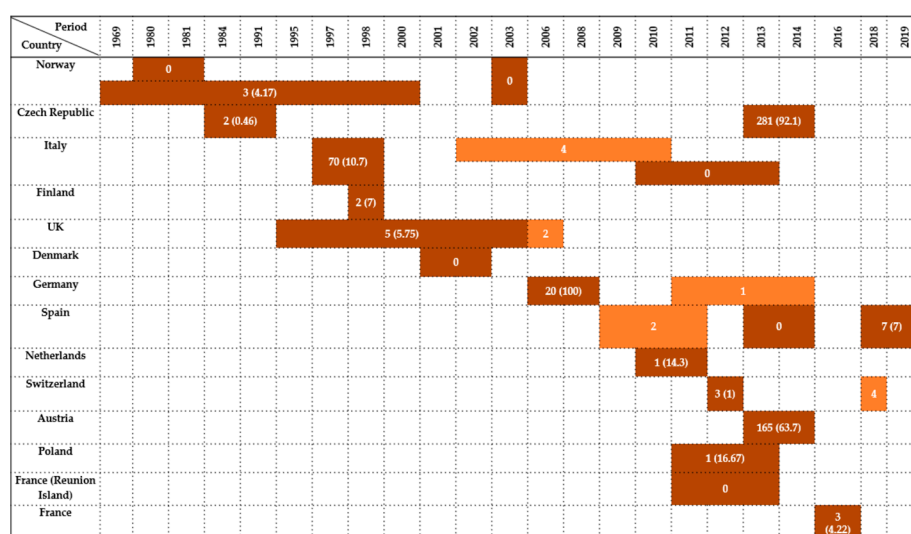 Period
Country
1969 1980 1981 1984 1991 1995 1997 1998 2000 2001 2002 2003 2006 2008 2009 2010 2011 2012 2013 2014 2016 2018 2019
Norway
0
0
3 (4.17)
Czech Republic
2 (0.46)
281 (92.1)
Italy
70 (10.7)
4
0
Finland
2 (7)
UK
5 (5.75)
2
Denmark
0
Germany
20 (100)
1
Spain
2
0
7 (7)
Netherlands
1 (14.3)
Switzerland
3 (1)
4
Austria
165 (63.7)
Poland
1 (16.67)
France (Reunion
Island)
0
France
3
(4.22)